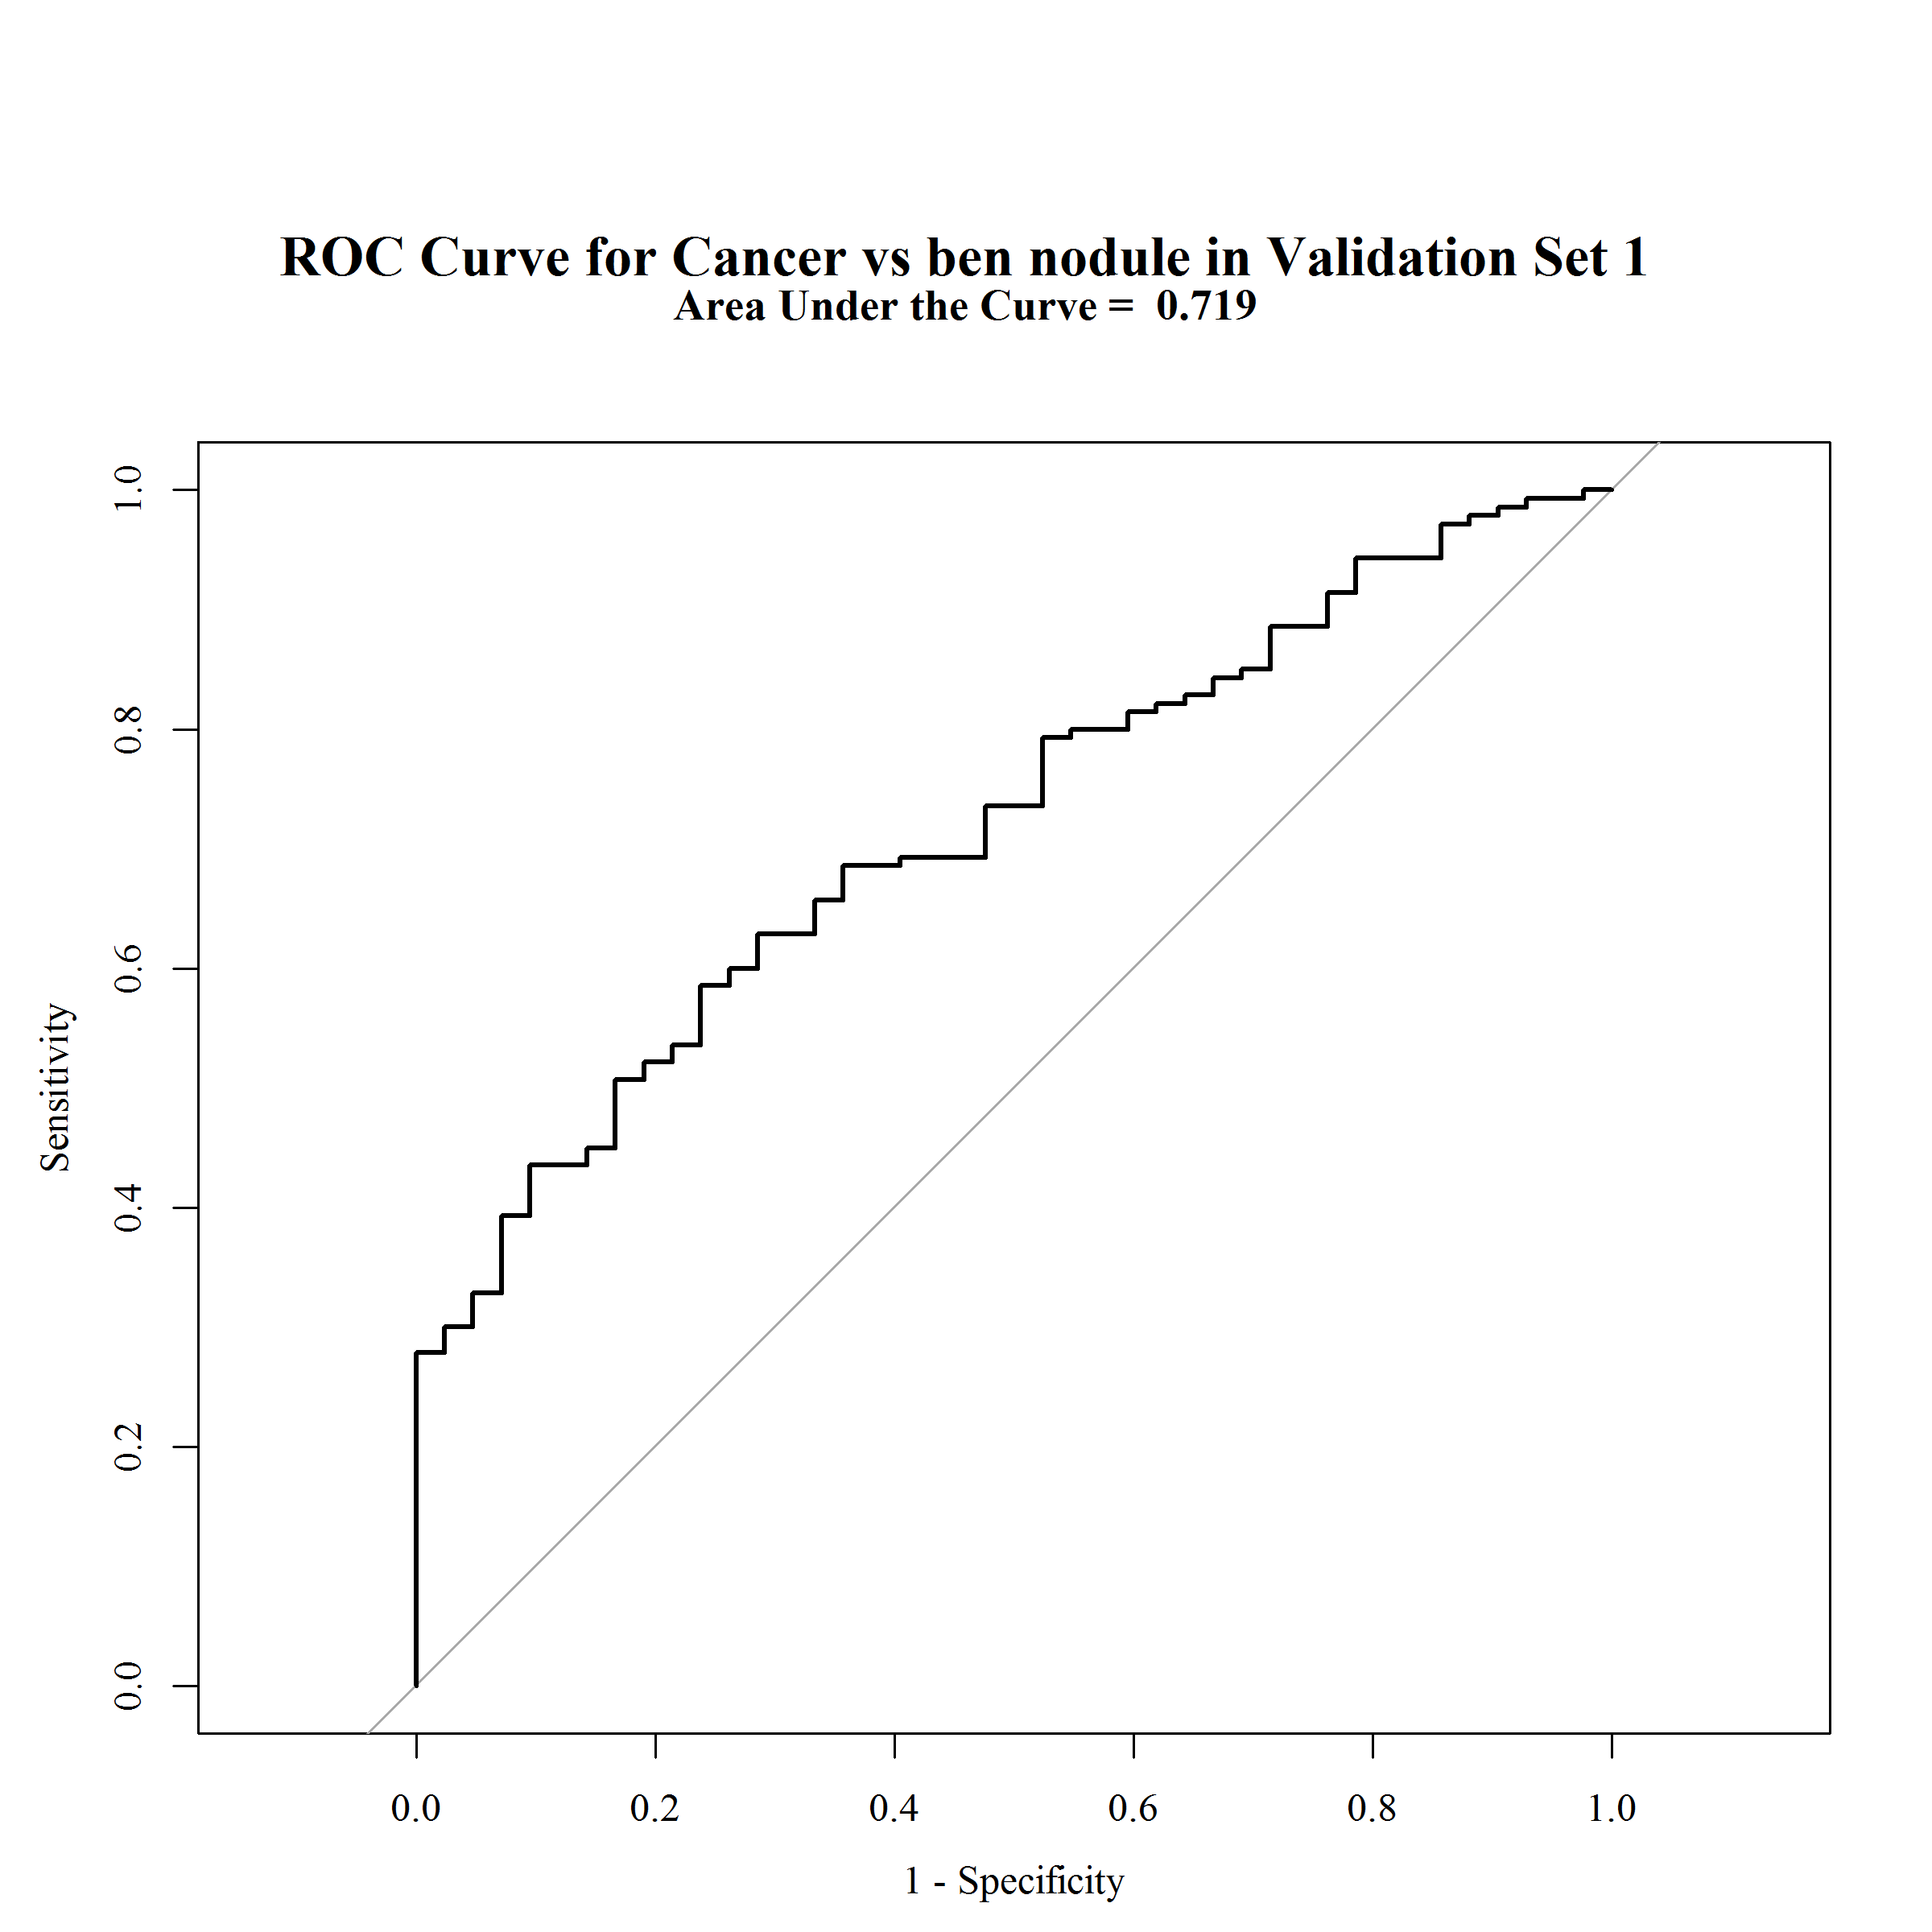 ROC Curve for Cancer vs ben nodule in Validation Set 1
Area Under the Curve = 0.719
Sensitivity
1.0
0.8
0.6
0.4
0.2
0.0
0.0 0.2 0.4 0.6 0.8 1.0
1 - Specificity